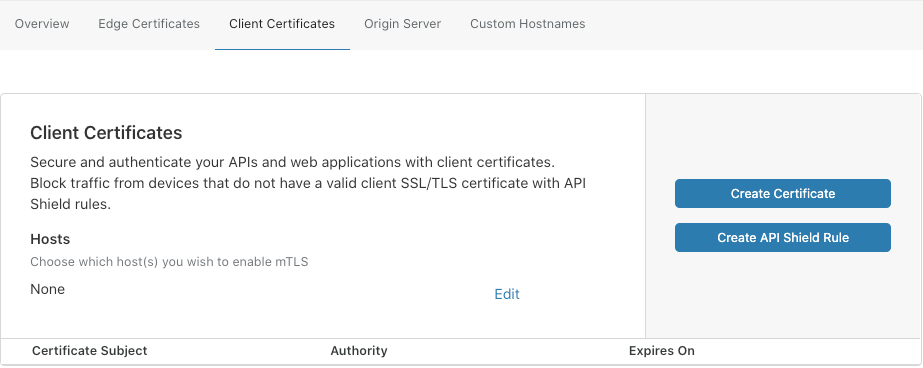 Overview Edge Certificates Client Certificates Origin Server Custom Hostnames
Client Certificates
Secure and authenticate your APIs and web applications with client certificates.
Block traffic from devices that do not have a valid client SSL/TLS certificate with API
Shield rules.
Create Certificate
Create API Shield Rule
Hosts
Choose which host(s) you wish to enable mTLS
None Edit
Certificate Subject Authority Expires On